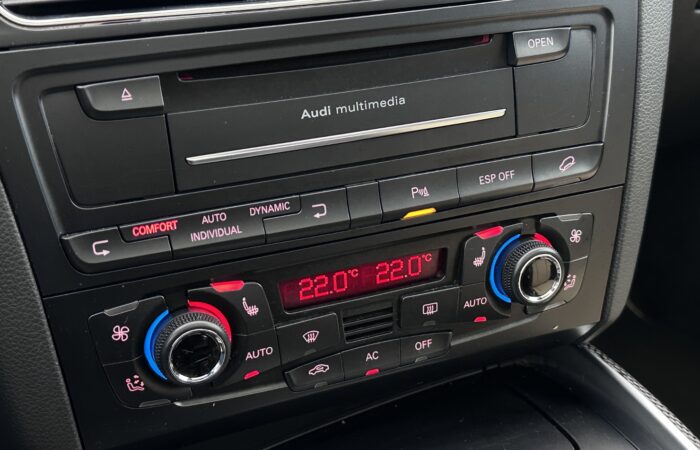 OPEN
Audi multimedia
COMFORT
AUTO
DYNAMIC
INDIVIDUAL
P
ESP OFF
22.0°C 22.0°C
AUTO
AUTO
AC
OFF